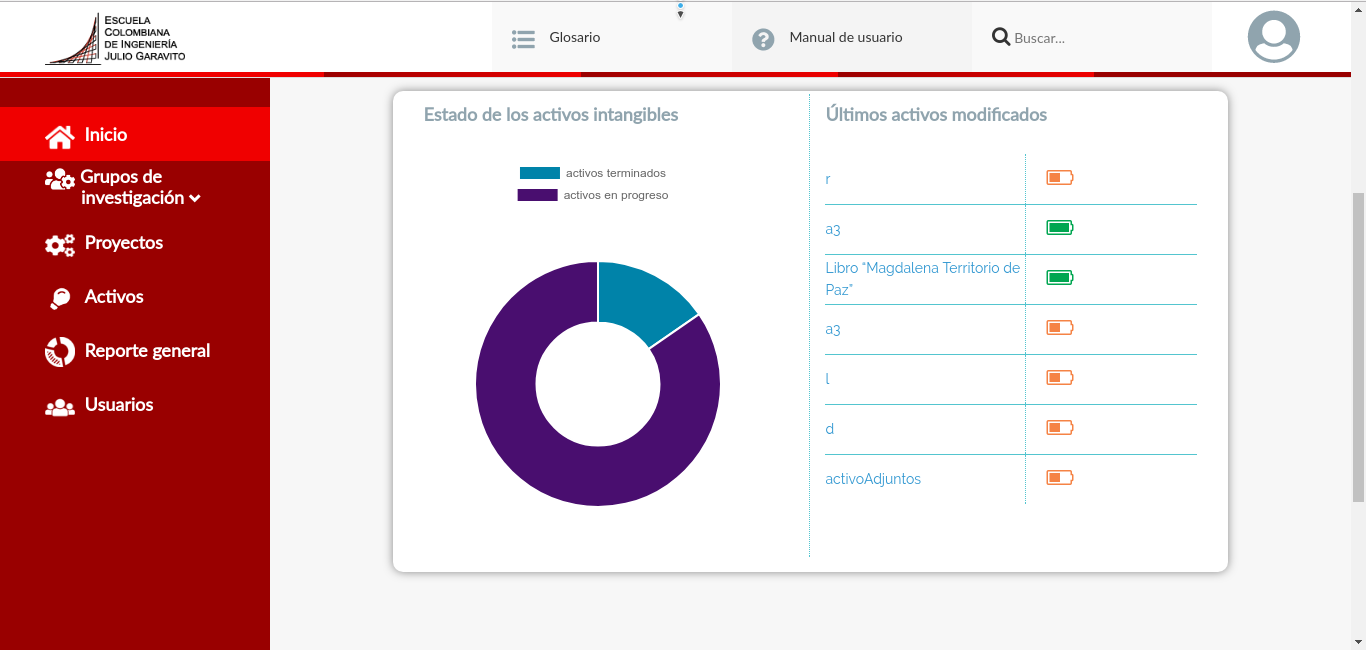 Escuela
Colombiana
de Ingeniería
Julio Garavito
Glosario
Manual de usuario
Buscar...
Inicio
Grupos de
investigación
Proyectos
Activos
Reporte general
Usuarios
Estado de los activos intangibles
activos terminados
activos en progreso
Últimos activos modificados
r
a3
Libro “Magdalena Territorio de
Paz”
a3
l
d
activoAdjuntos